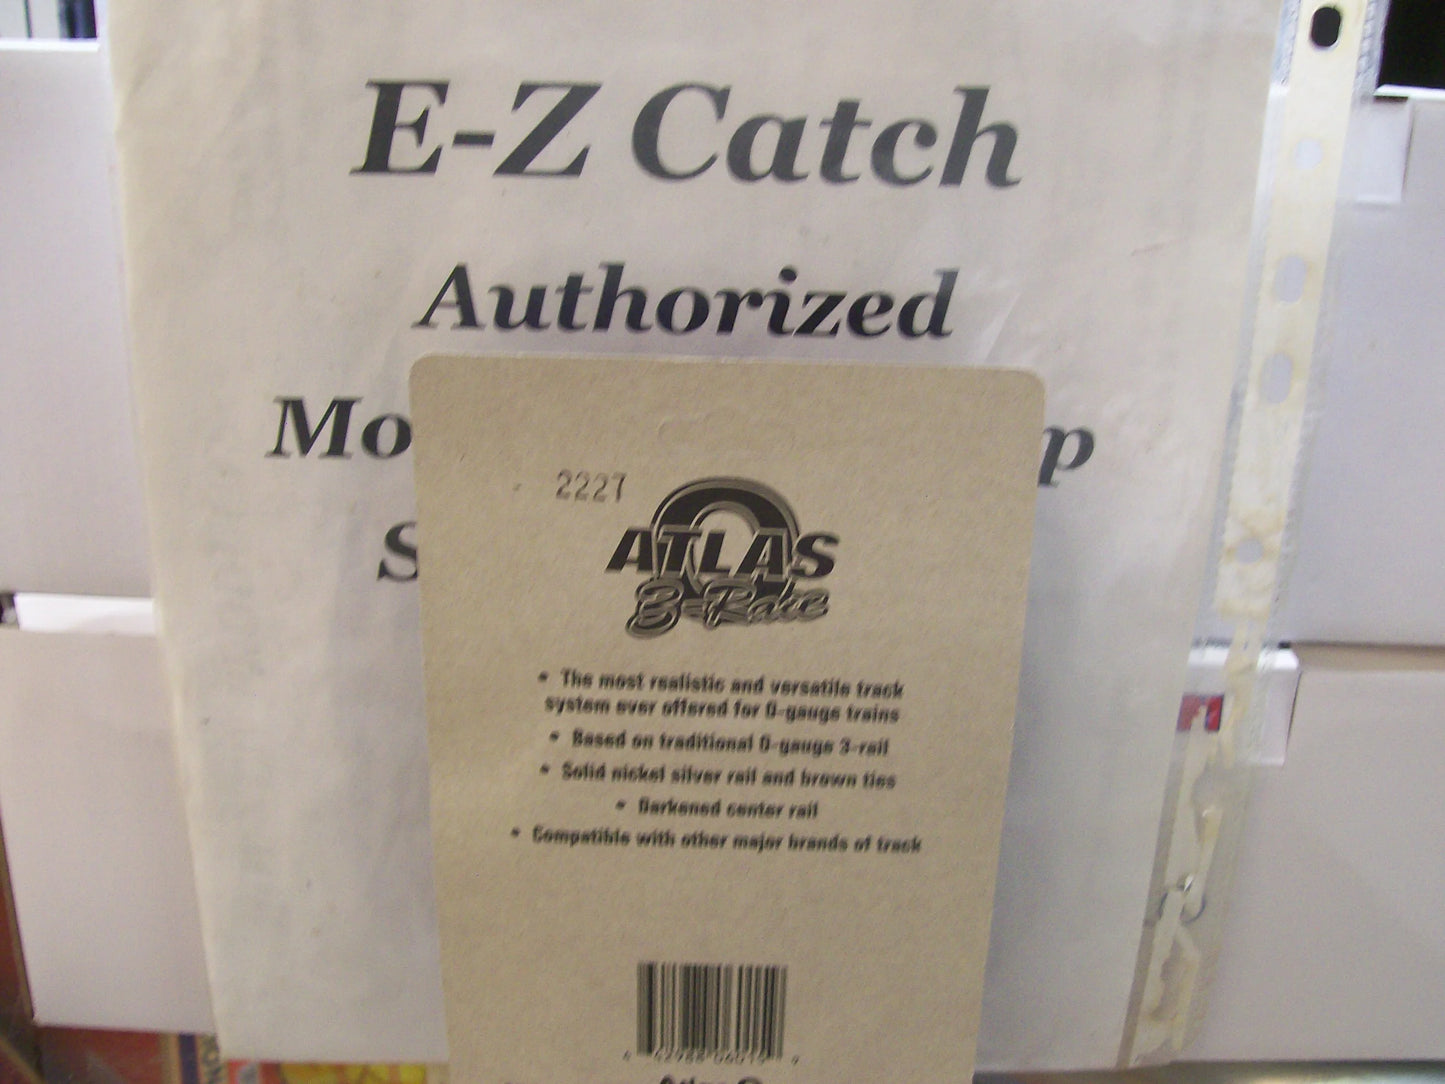 E-Z Catch
Authorized
Mo
p
S
2227
ATLAS
3-Rail
• The most realistic and versatile track
system ever offered for O-gauge trains
• Based on traditional O-gauge 3-rail
• Solid nickel silver rail and brown ties
• Darkened center rail
• Compatible with other major brands of track